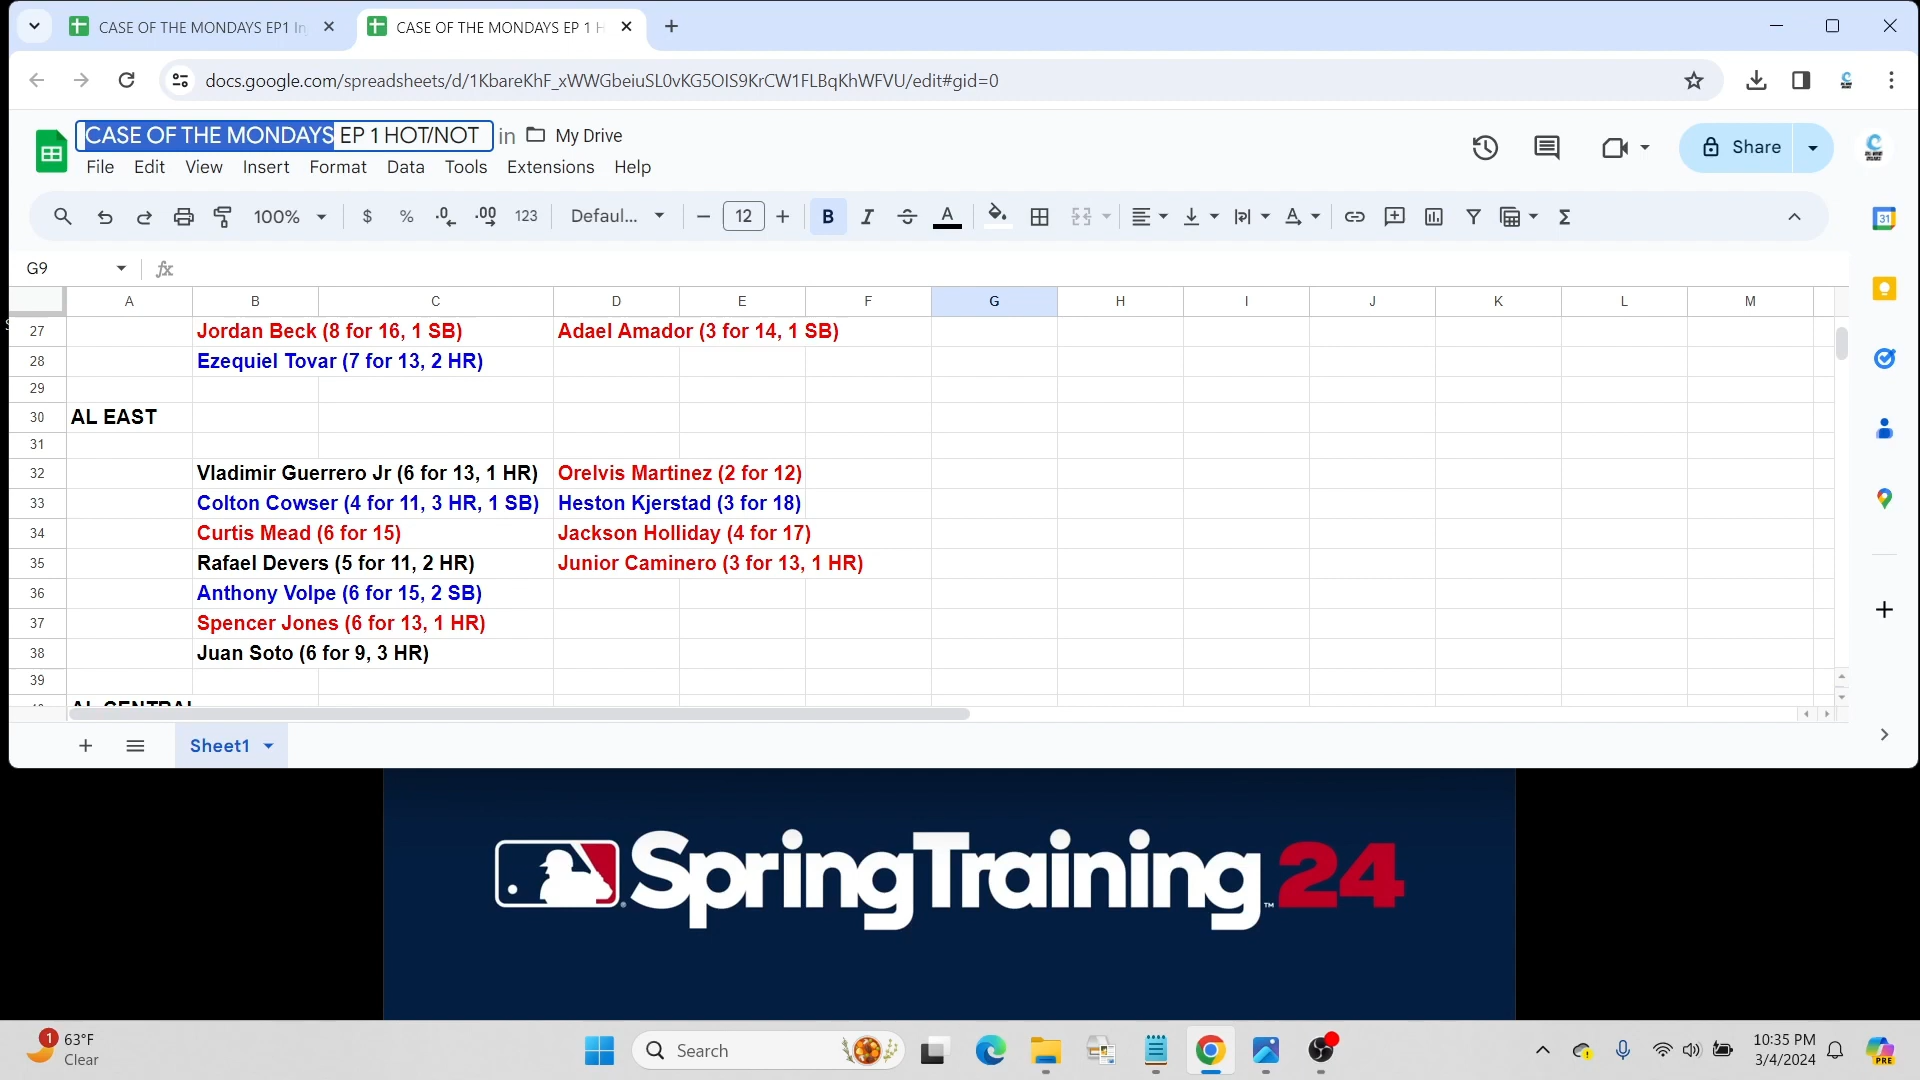 CASE OF THE MONDAYS EP1 In
CASE OF THE MONDAYS EP 1 H
docs.google.com/spreadsheets/d/1KbareKhF_xWWGbeiuSL0vKG5OIS9KrCW1FLBqKhWFVU/edit#gid=0
CASE OF THE MONDAYS EP 1 HOT/NOT in My Drive
File Edit View Insert Format Data Tools Extensions Help
Share
100% $ % .0 .00 123 Defaul... 12 B I A
31
G9 fx
A B C D E F G H I J K L M
27 Jordan Beck (8 for 16, 1 SB) Adael Amador (3 for 14, 1 SB)
28 Ezequiel Tovar (7 for 13, 2 HR)
29
30 AL EAST
31
32 Vladimir Guerrero Jr (6 for 13, 1 HR) Orelvis Martinez (2 for 12)
33 Colton Cowser (4 for 11, 3 HR, 1 SB) Heston Kjerstad (3 for 18)
34 Curtis Mead (6 for 15) Jackson Holliday (4 for 17)
35 Rafael Devers (5 for 11, 2 HR) Junior Caminero (3 for 13, 1 HR)
36 Anthony Volpe (6 for 15, 2 SB)
37 Spencer Jones (6 for 13, 1 HR)
38 Juan Soto (6 for 9, 3 HR)
39
AL CENTRAL
Sheet1
SpringTraining™24
1 63°F
Clear
Search
10:35 PM
3/4/2024
PRE